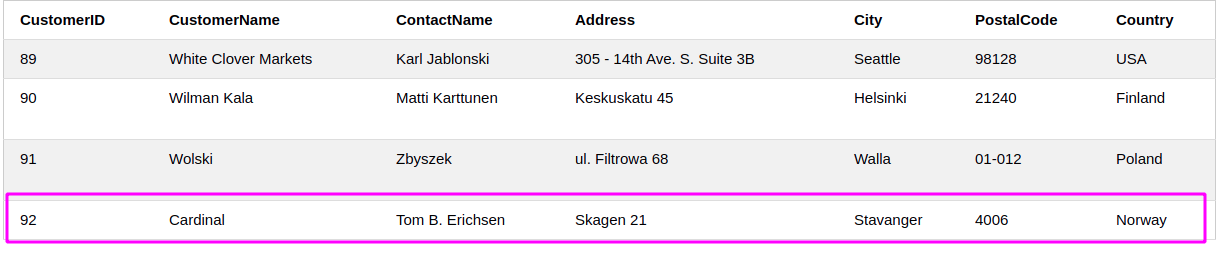 CustomerID CustomerName ContactName Address City PostalCode Country
89 White Clover Markets Karl Jablonski 305 - 14th Ave. S. Suite 3B Seattle 98128 USA
90 Wilman Kala Matti Karttunen Keskuskatu 45 Helsinki 21240 Finland
91 Wolski Zbyszek ul. Filtrowa 68 Walla 01-012 Poland
92 Cardinal Tom B. Erichsen Skagen 21 Stavanger 4006 Norway